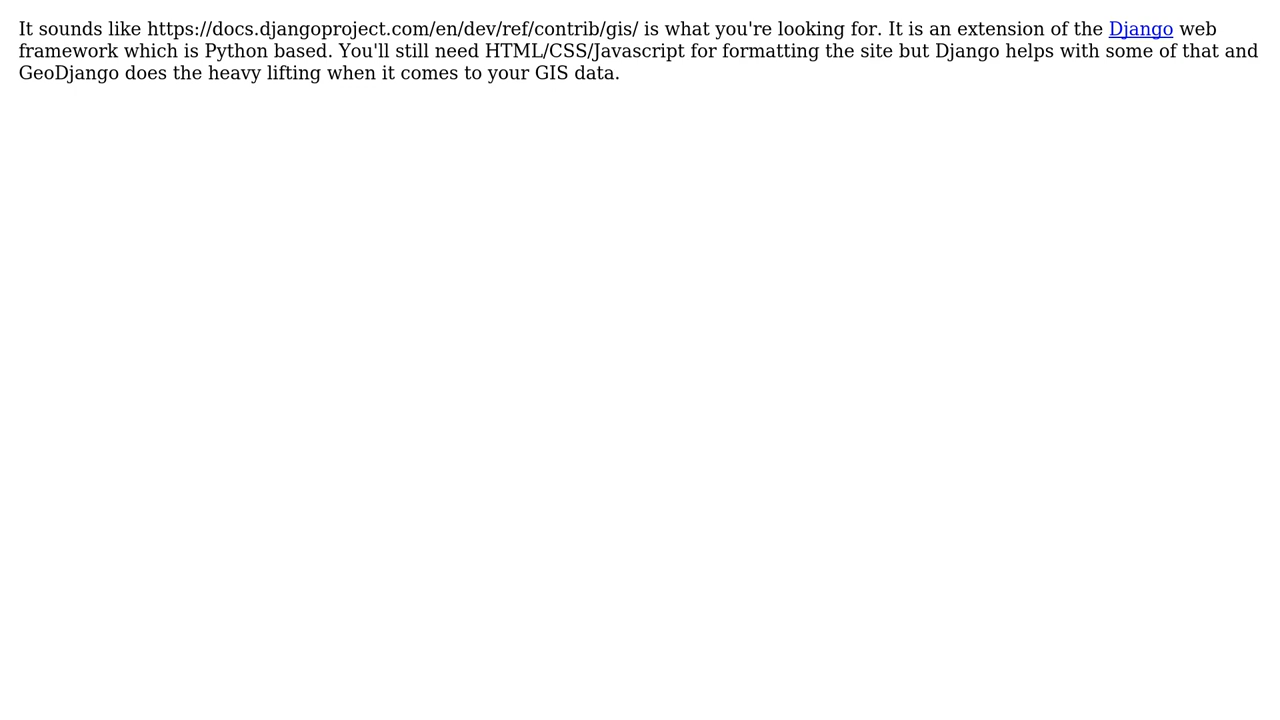 It sounds like https://docs.djangoproject.com/en/dev/ref/contrib/gis/ is what you're looking for. It is an extension of the Django web
framework which is Python based. You'll still need HTML/CSS/Javascript for formatting the site but Django helps with some of that and
GeoDjango does the heavy lifting when it comes to your GIS data.